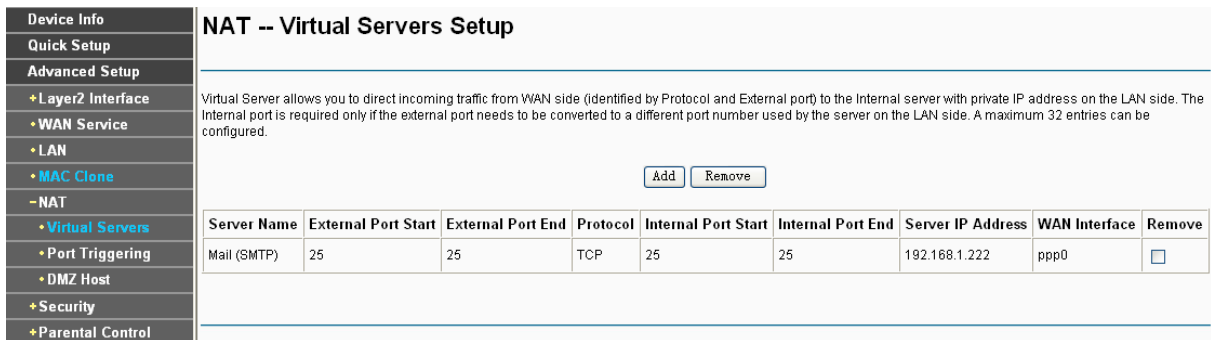 Device Info
Quick Setup
Advanced Setup
+Layer2 Interface
•WAN Service
•LAN
•MAC Clone
−NAT
•Virtual Servers
•Port Triggering
•DMZ Host
+Security
+Parental Control
NAT -- Virtual Servers Setup
Virtual Server allows you to direct incoming traffic from WAN side (identified by Protocol and External port) to the Internal server with private IP address on the LAN side. The
Internal port is required only if the external port needs to be converted to a different port number used by the server on the LAN side. A maximum 32 entries can be
configured.
Add Remove
Server Name External Port Start External Port End Protocol Internal Port Start Internal Port End Server IP Address WAN Interface Remove
Mail (SMTP) 25 25 TCP 25 25 192.168.1.222 ppp0